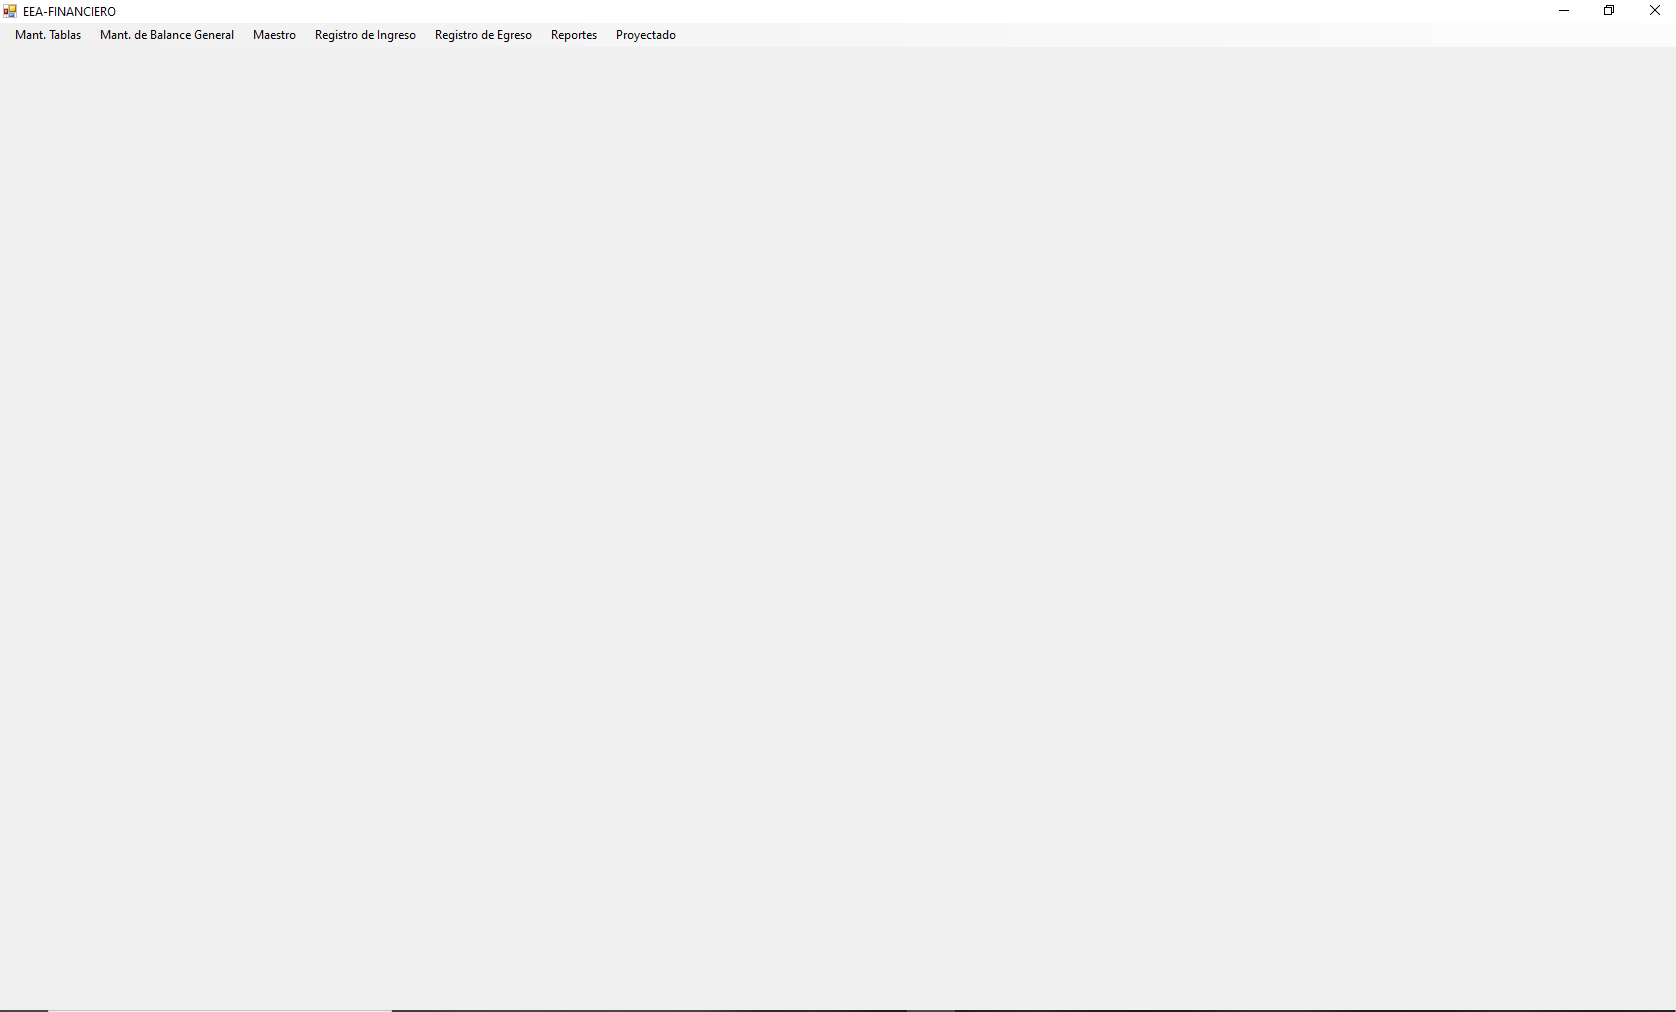 EEA-FINANCIERO
Mant. Tablas Mant. de Balance General Maestro Registro de Ingreso Registro de Egreso Reportes Proyectado